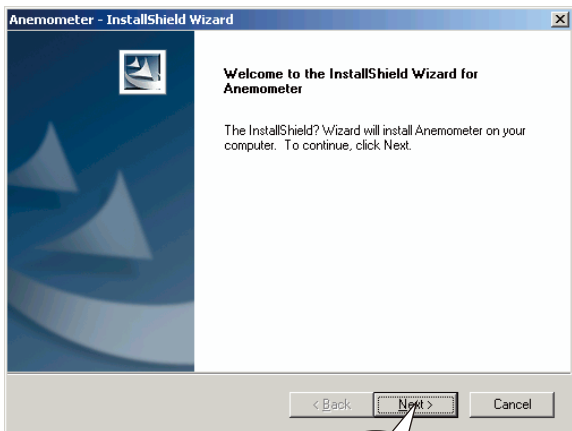 Anemometer - InstallShield Wizard
Welcome to the InstallShield Wizard for
Anemometer
The InstallShield? Wizard will install Anemometer on your
computer. To continue, click Next.
< Back
Next >
Cancel